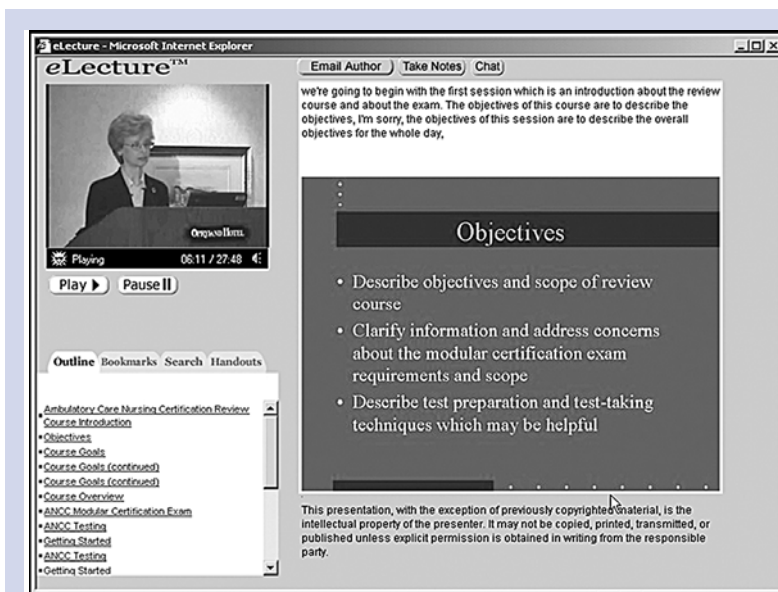 eLecture - Microsoft Internet Explorer
eLecture™
Email Author
Take Notes
Chat
we're going to begin with the first session which is an introduction about the review
course and about the exam. The objectives of this course are to describe the
objectives, I'm sorry, the objectives of this session are to describe the overall
objectives for the whole day,
OPRYLAND HOTEL
Playing 06:11 / 27:48
Play
Pause
Objectives
• Describe objectives and scope of review
course
• Clarify information and address concerns
about the modular certification exam
requirements and scope
• Describe test preparation and test-taking
techniques which may be helpful
Outline Bookmarks Search Handouts
Ambulatory Care Nursing Certification Review
Course Introduction
Objectives
Course Goals
Course Goals (continued)
Course Goals (continued)
Course Overview
ANCC Modular Certification Exam
ANCC Testing
Getting Started
ANCC Testing
Getting Started
This presentation, with the exception of previously copyrighted material, is the
intellectual property of the presenter. It may not be copied, printed, transmitted, or
published unless explicit permission is obtained in writing from the responsible
party.